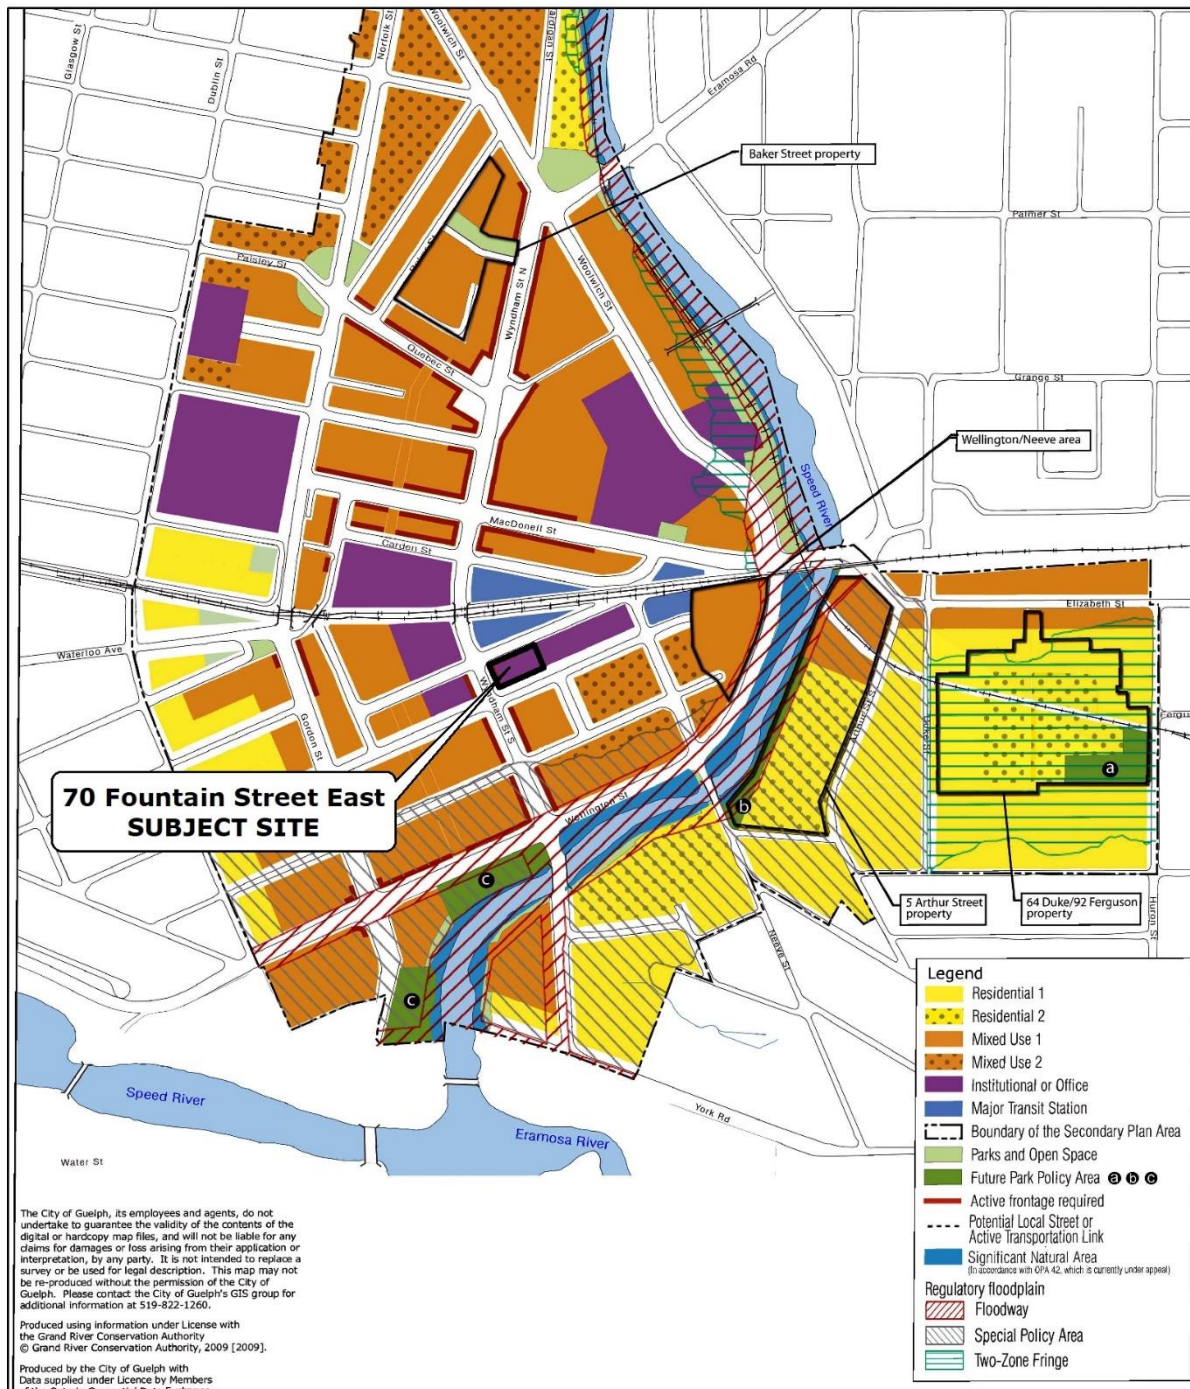 Glasgow St
Dublin St
Norfolk St
Woolwich St
Cardigan St
Eramosa Rd
Baker Street property
Palmer St
Paisley St
Wyndham St N
Woolwich St
Quebec St
Grange St
Wellington/Neeve area
Speed River
MacDonell St
Carden St
Elizabeth St
Waterloo Ave
Wyndham St S
Gordon St
Arthur St S
Duke St
Fergu
a
70 Fountain Street East
SUBJECT SITE
Wellington St
b
c
c
5 Arthur Street
property
64 Duke/92 Ferguson
property
Huron St
Neeve St
York Rd
Speed River
Eramosa River
Water St
Legend
Residential 1
Residential 2
Mixed Use 1
Mixed Use 2
Institutional or Office
Major Transit Station
Boundary of the Secondary Plan Area
Parks and Open Space
Future Park Policy Area a b c
Active frontage required
Potential Local Street or
Active Transportation Link
Significant Natural Area
(In accordance with OPA 42, which is currently under appeal)
Regulatory floodplain
Floodway
Special Policy Area
Two-Zone Fringe
The City of Guelph, its employees and agents, do not
undertake to guarantee the validity of the contents of the
digital or hardcopy map files, and will not be liable for any
claims for damages or loss arising from their application or
interpretation, by any party. It is not intended to replace a
survey or be used for legal description. This map may not
be re-produced without the permission of the City of
Guelph. Please contact the City of Guelph's GIS group for
additional information at 519-822-1260.
Produced using information under License with
the Grand River Conservation Authority
© Grand River Conservation Authority, 2009 [2009].
Produced by the City of Guelph with
Data supplied under Licence by Members